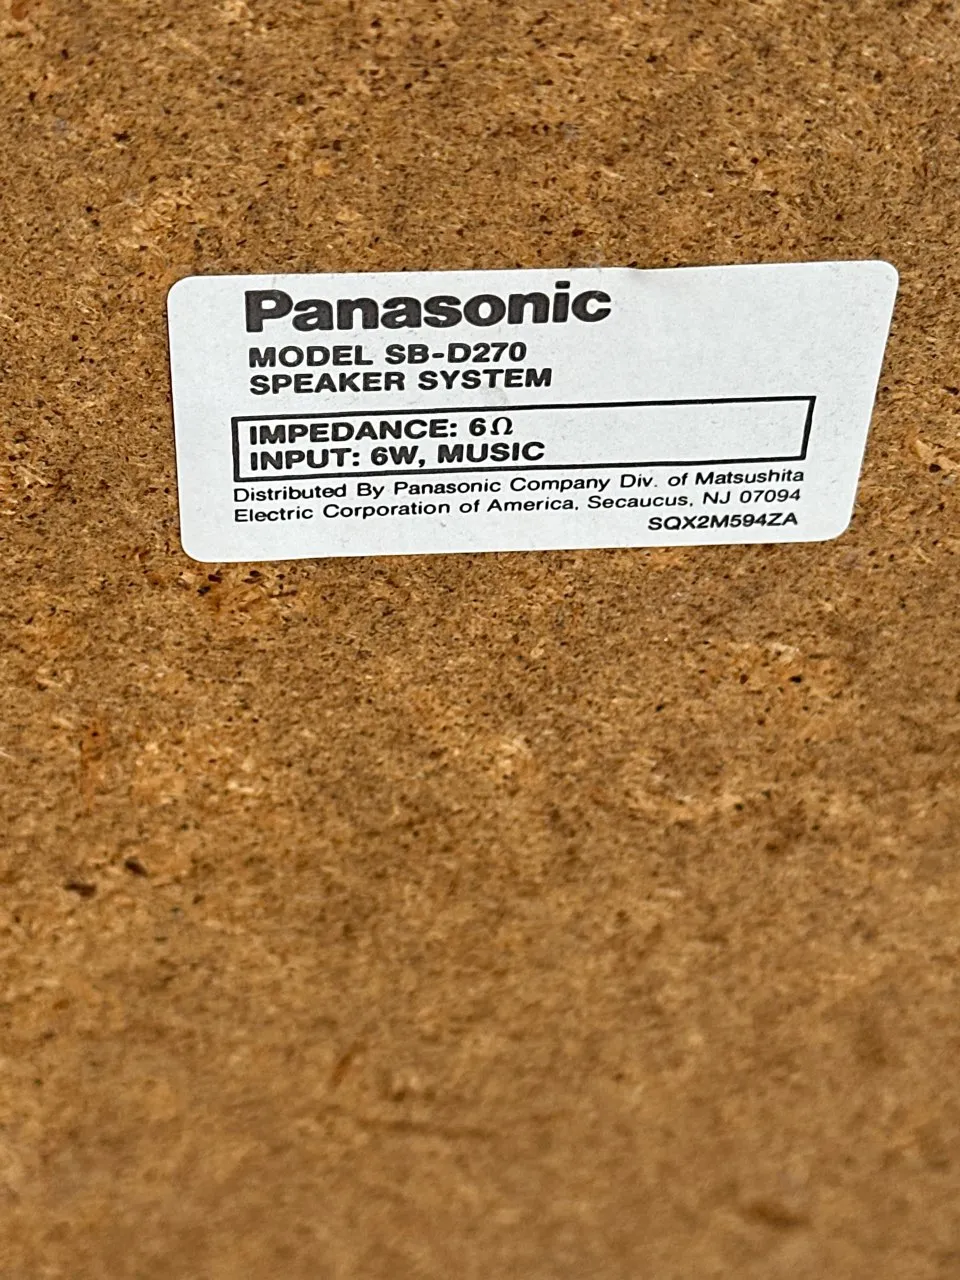 Panasonic
MODEL SB-D270
SPEAKER SYSTEM
IMPEDANCE: 6Ω
INPUT: 6W, MUSIC
Distributed By Panasonic Company Div. of Matsushita
Electric Corporation of America, Secaucus, NJ 07094
SQX2M594ZA